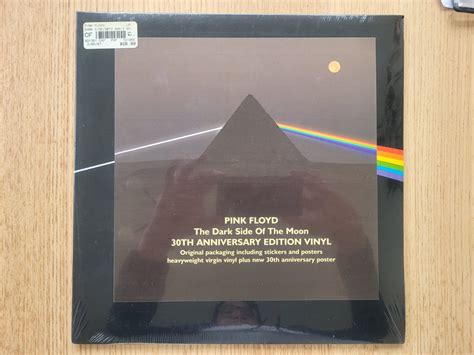 CF
PINK FLOYD
The Dark Side Of The Moon
30TH ANNIVERSARY EDITION VINYL
Original packaging including stickers and posters
heavyweight virgin vinyl plus new 30th anniversary poster